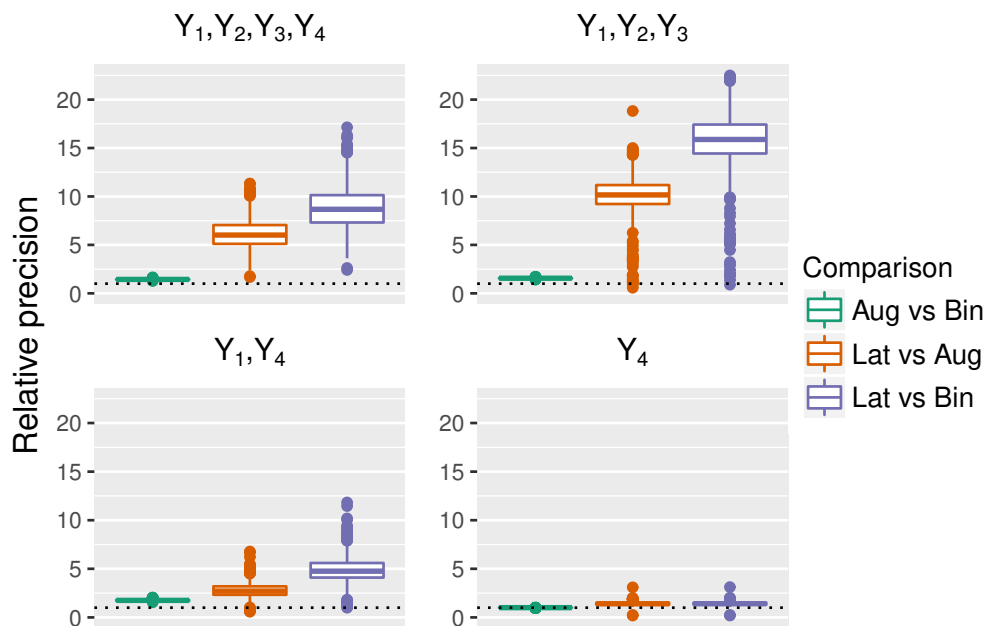 Y1,Y2,Y3,Y4
Y1,Y2,Y3
20
15
10
5
0
20
15
10
5
0
Y1,Y4
Y4
20
15
10
5
0
20
15
10
5
0
Relative precision
Comparison
Aug vs Bin
Lat vs Aug
Lat vs Bin